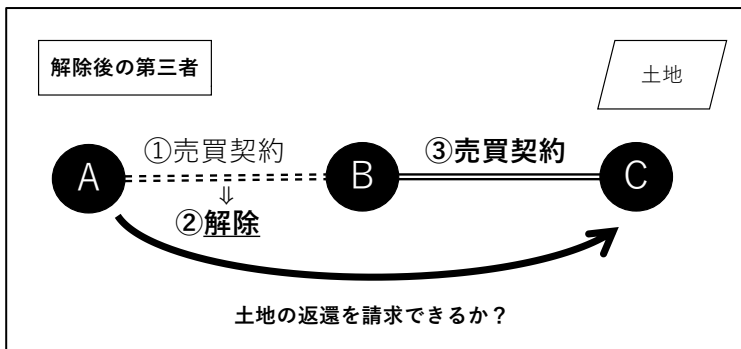 解除後の第三者
土地
①売買契約
③売買契約
A
B
C
⇓
②解除
土地の返還を請求できるか？